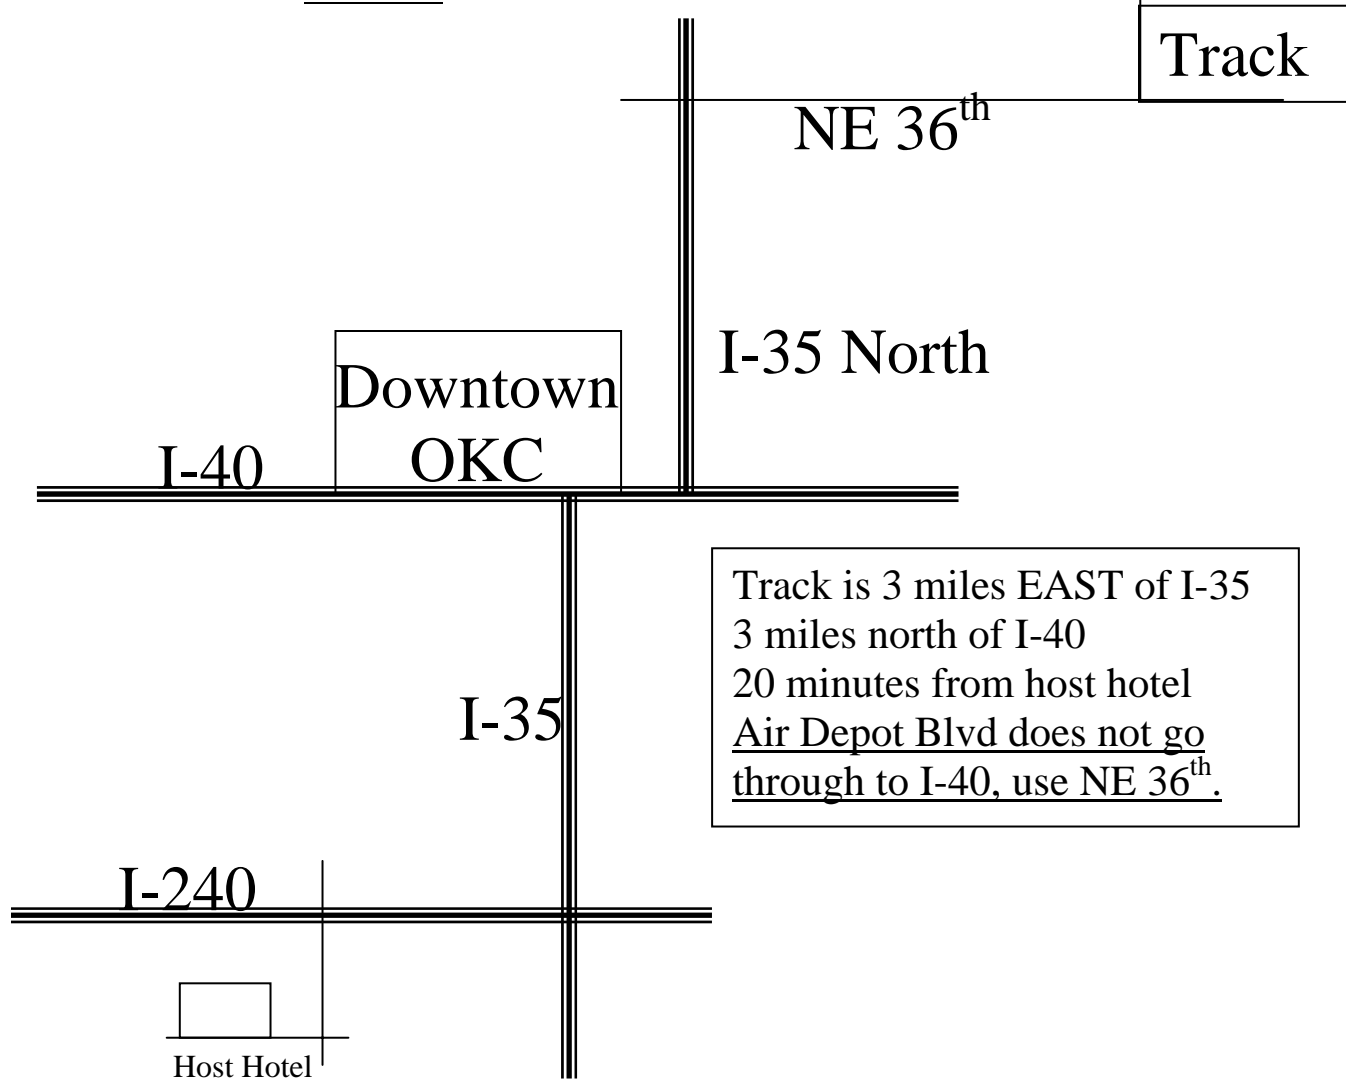 Track
NE 36th
I-35 North
Downtown
OKC
I-40
Track is 3 miles EAST of I-35
3 miles north of I-40
20 minutes from host hotel
Air Depot Blvd does not go
through to I-40, use NE 36th.
I-35
I-240
Host Hotel